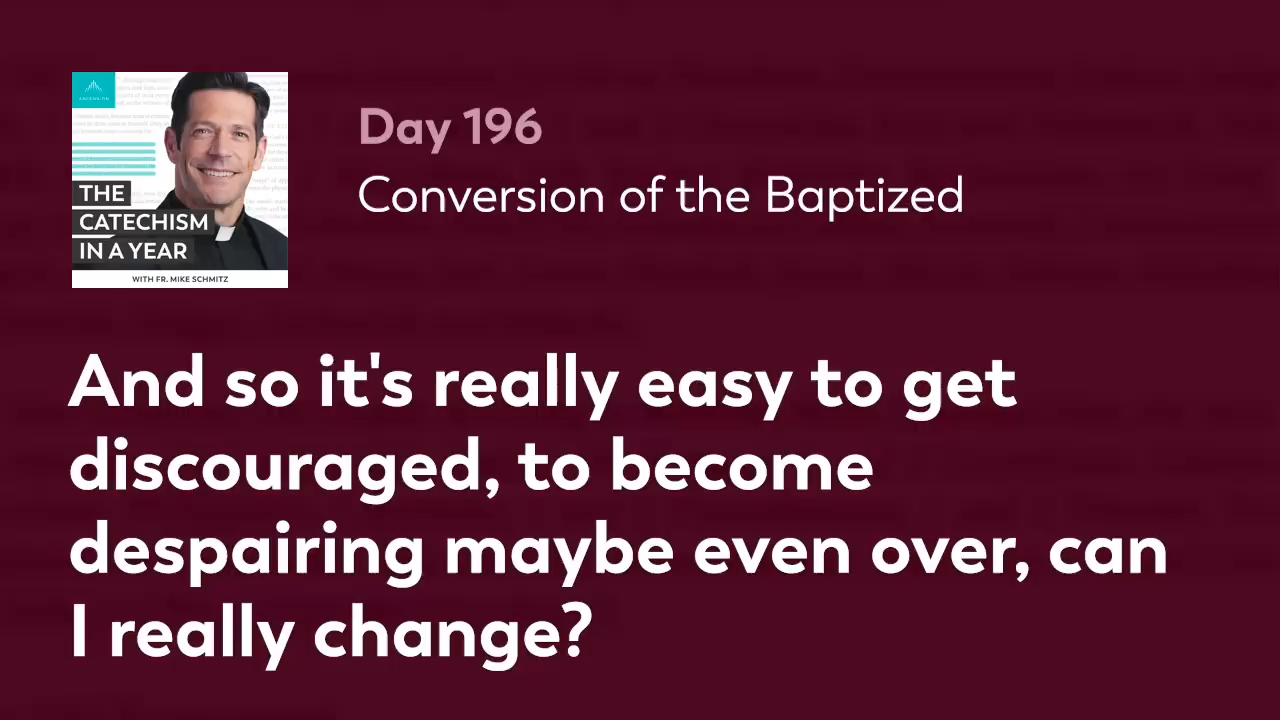 ASCENSION
THE
CATECHISM
IN A YEAR
WITH FR. MIKE SCHMITZ
Day 196
Conversion of the Baptized
And so it's really easy to get
discouraged, to become
despairing maybe even over, can
I really change?